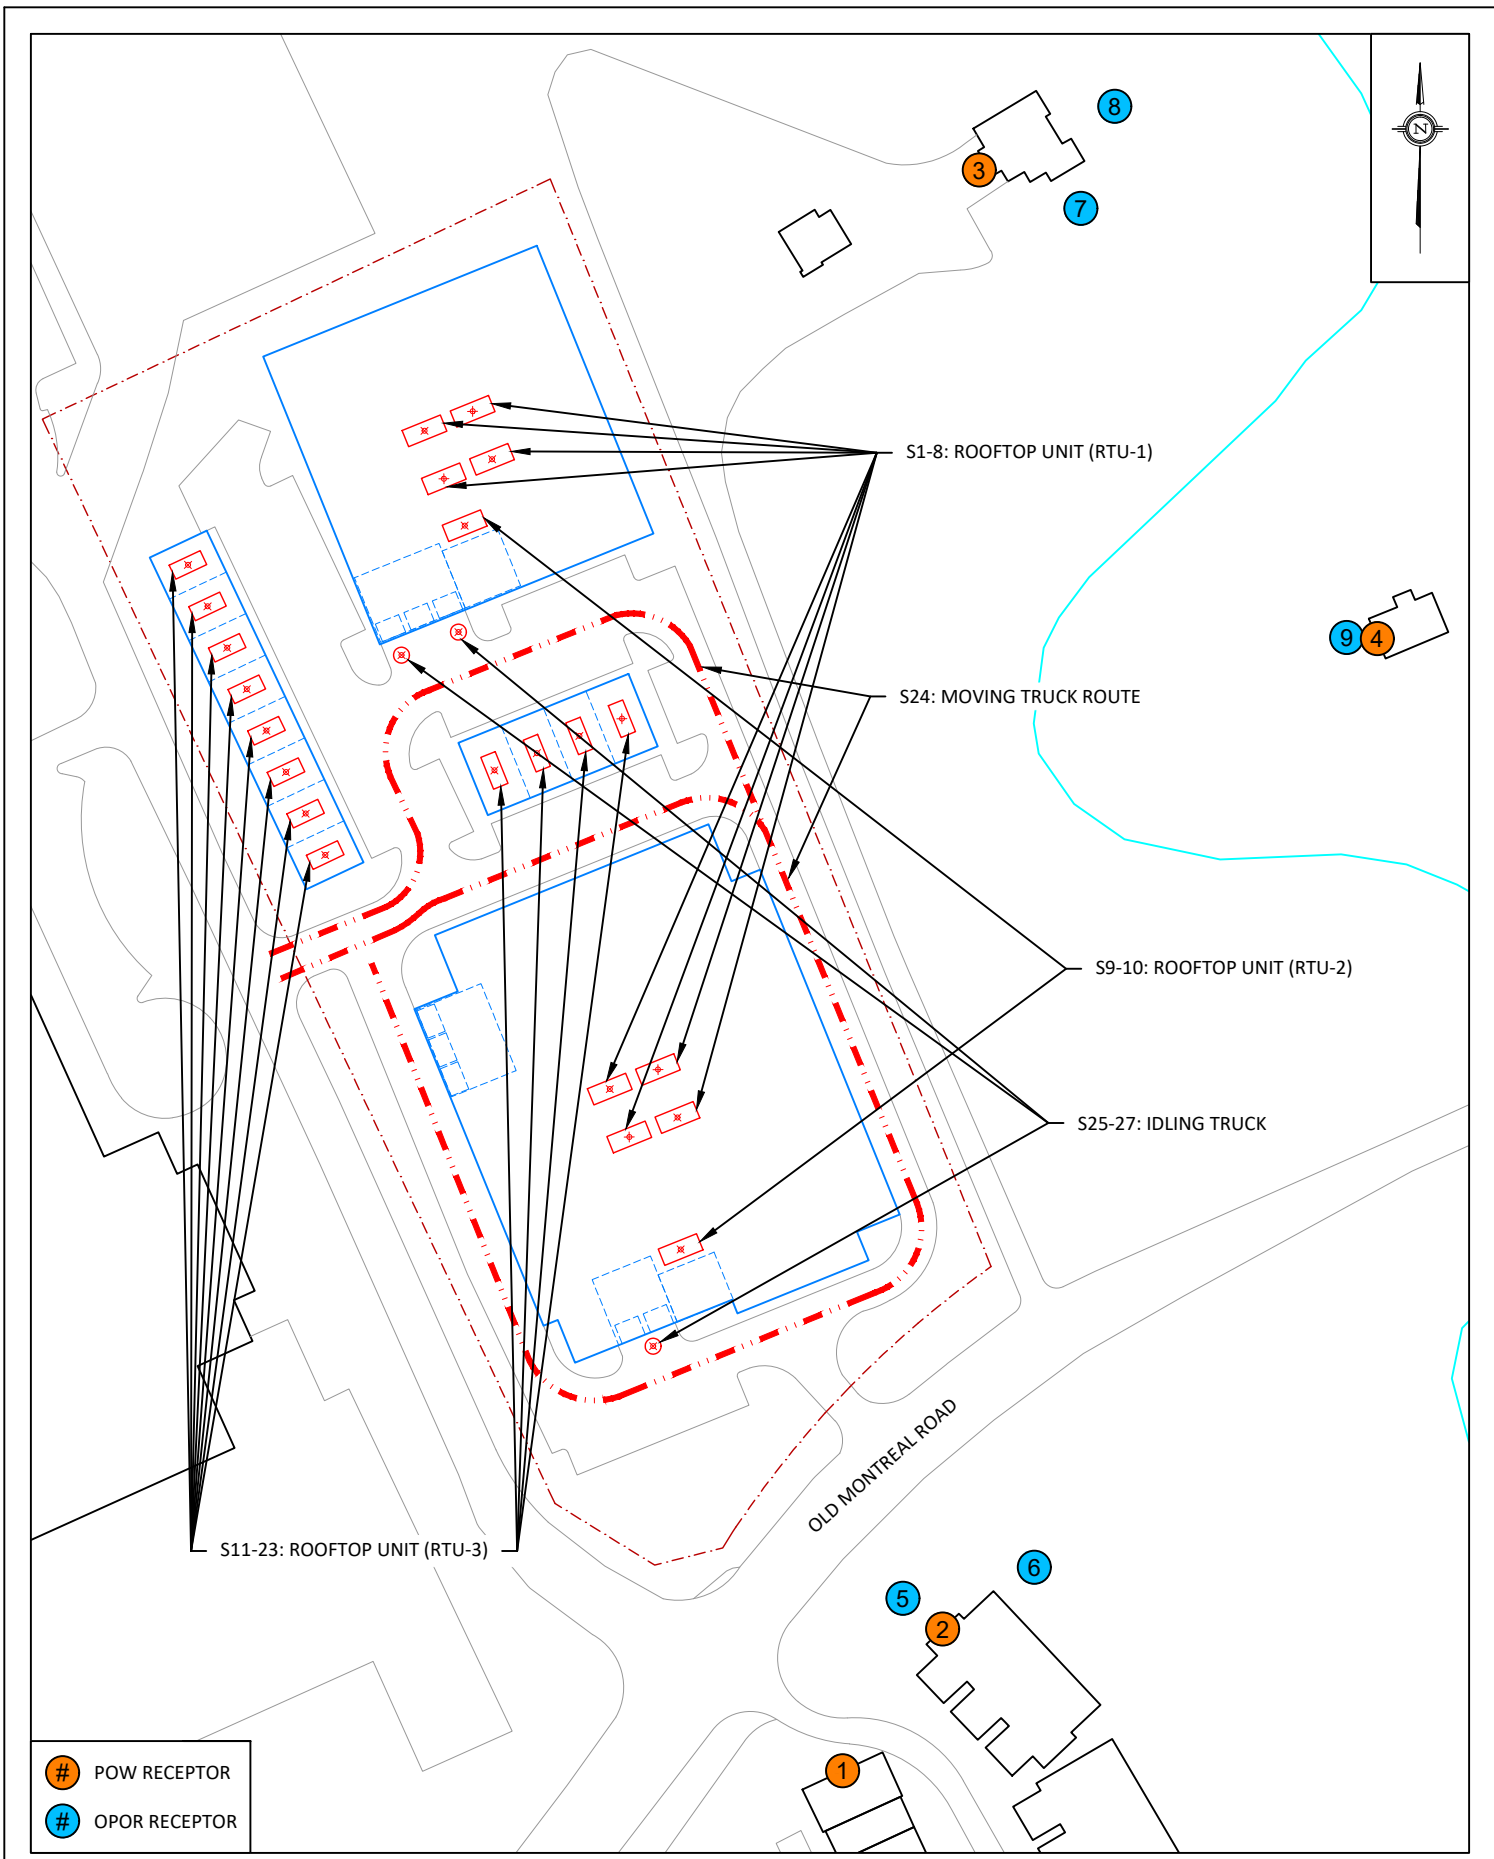 8
N
3
7
S1-8: ROOFTOP UNIT (RTU-1)
9
4
S24: MOVING TRUCK ROUTE
S9-10: ROOFTOP UNIT (RTU-2)
S25-27: IDLING TRUCK
OLD MONTREAL ROAD
S11-23: ROOFTOP UNIT (RTU-3)
6
5
2
1
# POW RECEPTOR
# OPOR RECEPTOR